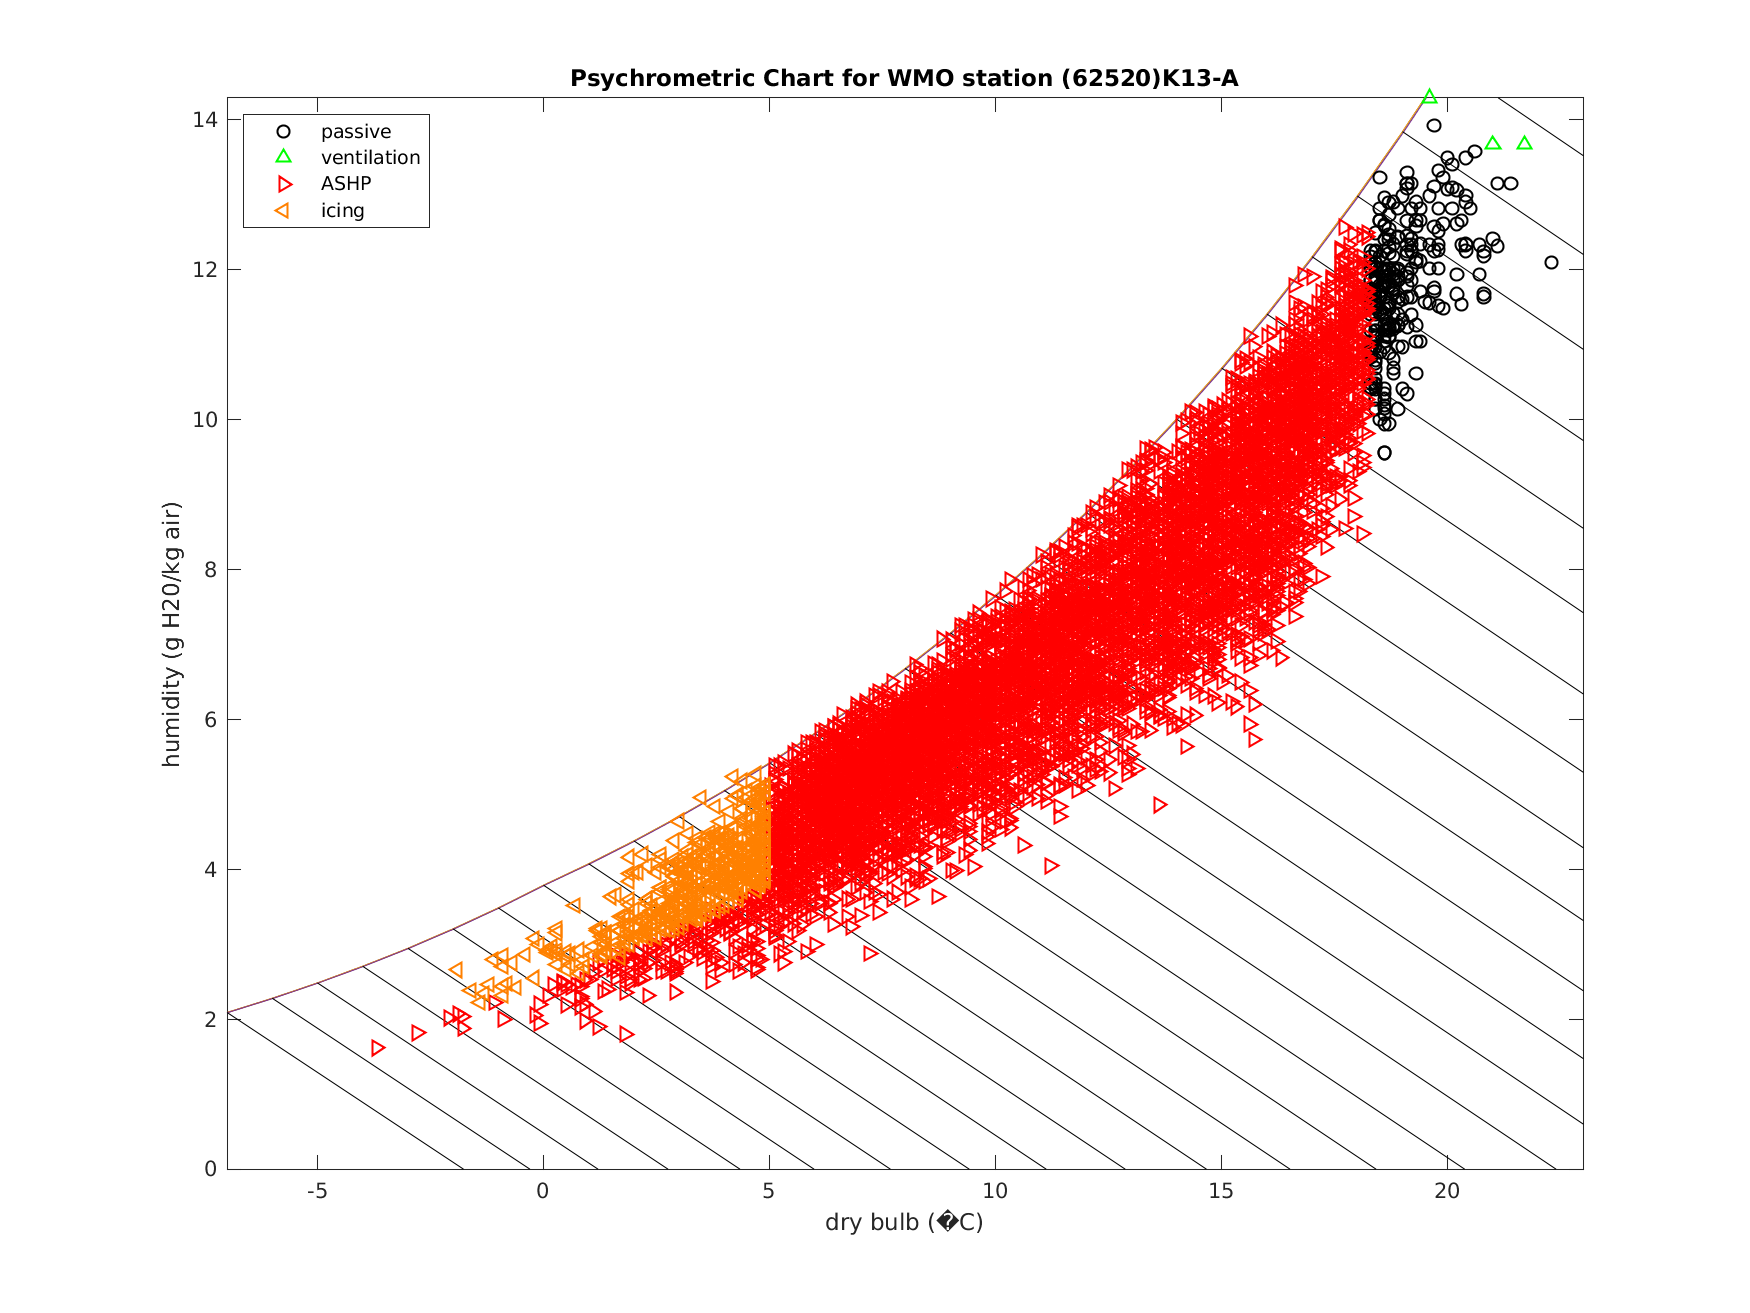 Psychrometric Chart for WMO station (62520)K13-A
passive
ventilation
ASHP
icing
humidity (g H20/kg air)
14
12
10
8
6
4
2
0
-5 0 5 10 15 20
dry bulb (�C)